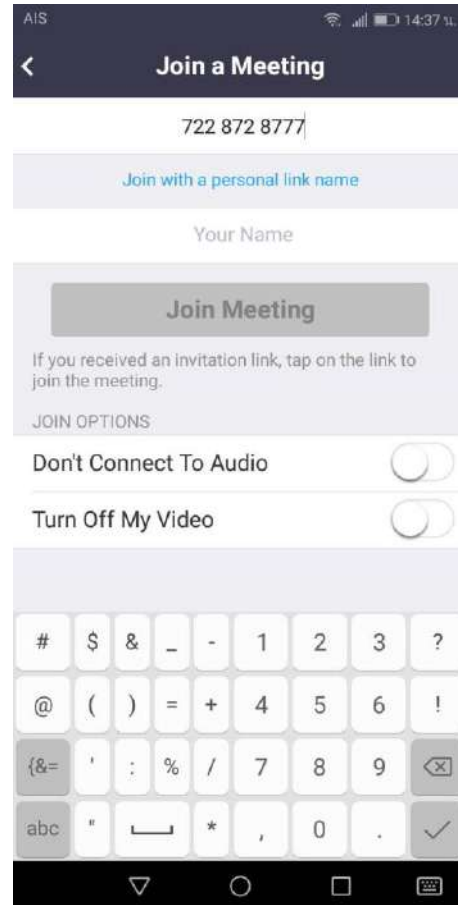 AIS 14:37 น.
Join a Meeting
722 872 8777
Join with a personal link name
Your Name
Join Meeting
If you received an invitation link, tap on the link to
join the meeting.
JOIN OPTIONS
Don't Connect To Audio
Turn Off My Video
# $ & _ - 1 2 3 ?
@ ( ) = + 4 5 6 !
{&= ' : % / 7 8 9
abc " * , 0 .